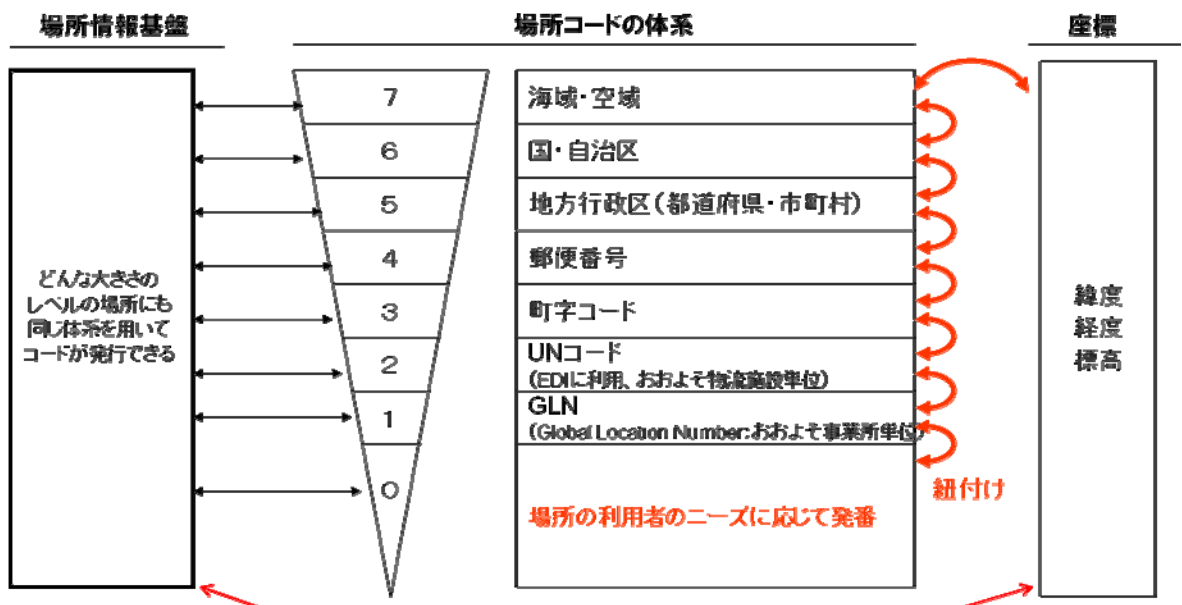 場所情報基盤
場所コードの体系
座標
どんな大きさの
レベルの場所にも
同じ体系を用いて
コードが発行できる
7
海域・空域
6
国・自治区
5
地方行政区(都道府県・市町村)
4
郵便番号
3
町字コード
2
UNコード
(EDIに利用、おおよそ物流施設単位)
1
GLN
(Global Location Number:おおよそ事業所単位)
0
場所の利用者のニーズに応じて発番
紐付け
緯度
経度
標高